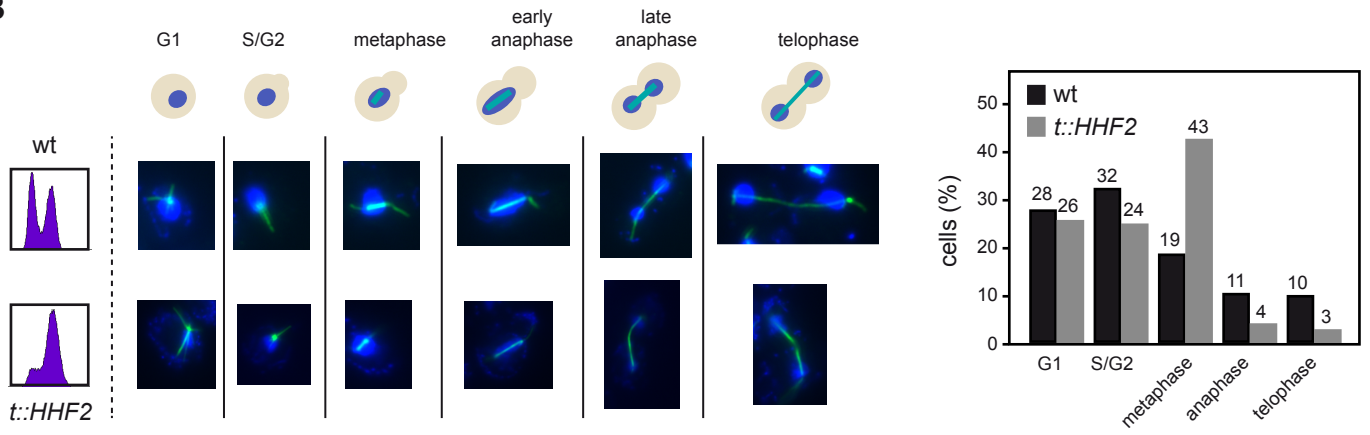 B
early
late
G1 S/G2 metaphase anaphase anaphase telophase
wt
t::HHF2
cells (%)
50
40
30
20
10
0
wt
t::HHF2
28 26 32 24 19 43 11 4 10 3
G1 S/G2 metaphase anaphase telophase